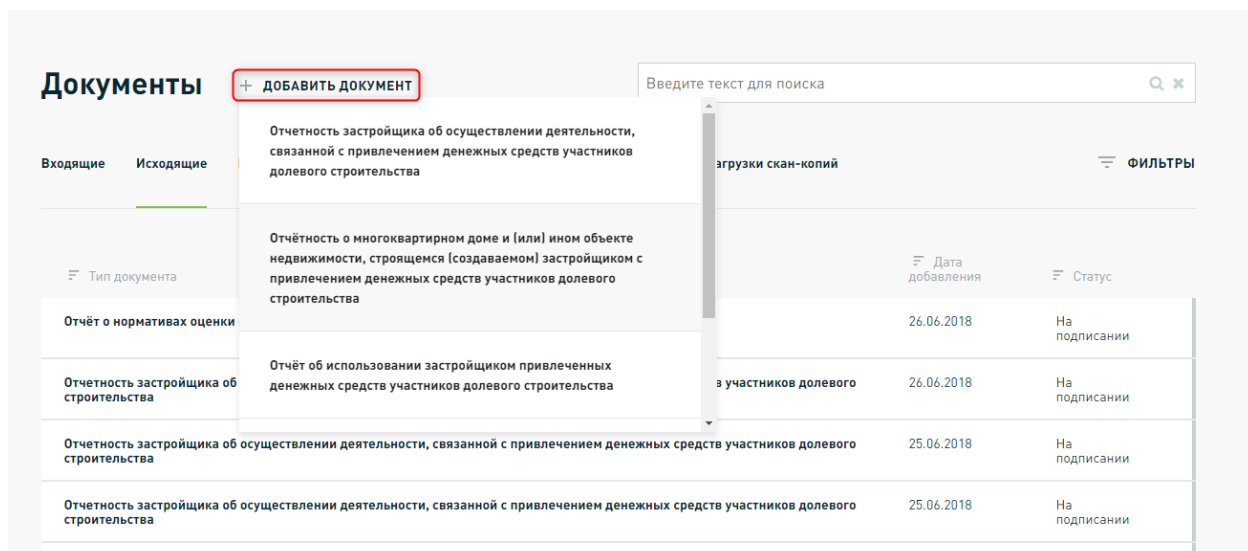 Документы
+ ДОБАВИТЬ ДОКУМЕНТ
Введите текст для поиска
Отчетность застройщика об осуществлении деятельности,
связанной с привлечением денежных средств участников
долевого строительства
Входящие
Исходящие
агрузки скан-копий
ФИЛЬТРЫ
Отчётность о многоквартирном доме и (или) ином объекте
недвижимости, строящемся (создаваемом) застройщиком с
привлечением денежных средств участников долевого
строительства
Тип документа
Дата
добавления
Статус
Отчёт о нормативах оценки
26.06.2018
На
подписании
Отчёт об использовании застройщиком привлеченных
денежных средств участников долевого строительства
Отчетность застройщика об
в участников долевого
строительства
26.06.2018
На
подписании
Отчетность застройщика об осуществлении деятельности, связанной с привлечением денежных средств участников долевого
строительства
25.06.2018
На
подписании
Отчетность застройщика об осуществлении деятельности, связанной с привлечением денежных средств участников долевого
строительства
25.06.2018
На
подписании